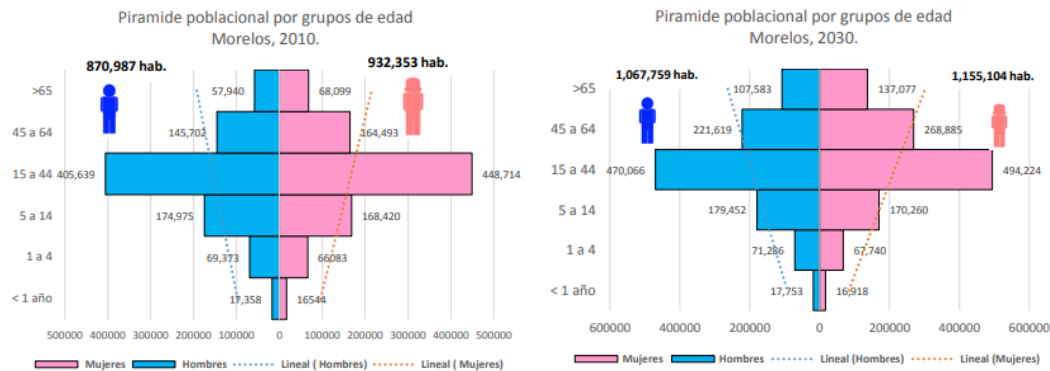 Piramide poblacional por grupos de edad
Morelos, 2010.
870,987 hab.
932,353 hab.
>65
57,940
68,099
45 a 64
145,702
164,493
15 a 44
405,639
448,714
5 a 14
174,975
168,420
1 a 4
69,373
66083
< 1 año
17,358
16544
500000 400000 300000 200000 100000 0 100000 200000 300000 400000 500000
Mujeres Hombres Lineal ( Hombres) Lineal ( Mujeres)
Piramide poblacional por grupos de edad
Morelos, 2030.
1,067,759 hab.
1,155,104 hab.
>65
107,583
137,077
45 a 64
221,619
268,885
15 a 44
470,066
494,224
5 a 14
179,452
170,260
1 a 4
71,286
67,740
< 1 año
17,753
16,918
600000 400000 200000 0 200000 400000 600000
Mujeres Hombres Lineal (Hombres) Lineal (Mujeres)